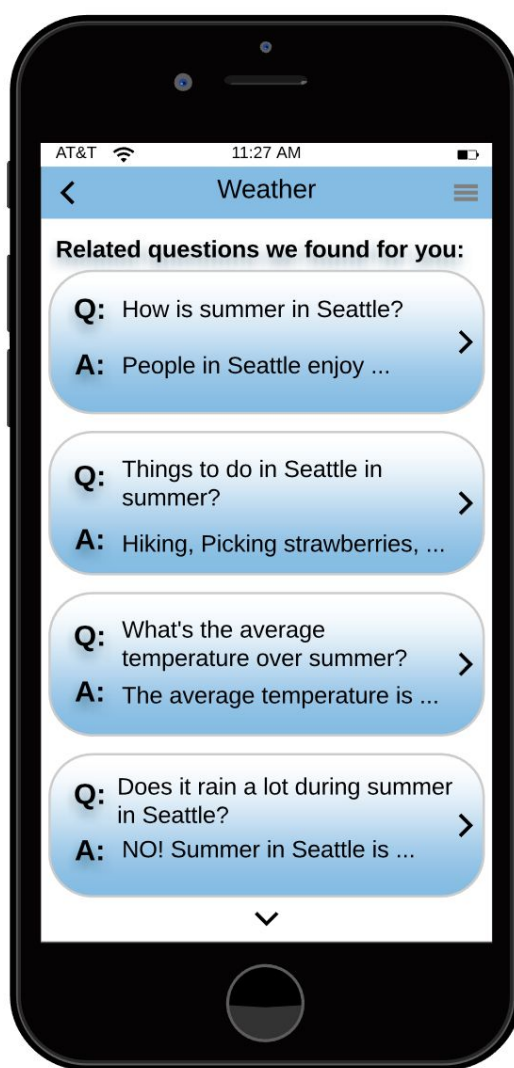 AT&T 11:27 AM
Weather
Related questions we found for you:
Q: How is summer in Seattle?
A: People in Seattle enjoy ...
Q: Things to do in Seattle in
summer?
A: Hiking, Picking strawberries, ...
Q: What's the average
temperature over summer?
A: The average temperature is ...
Q: Does it rain a lot during summer
in Seattle?
A: NO! Summer in Seattle is ...